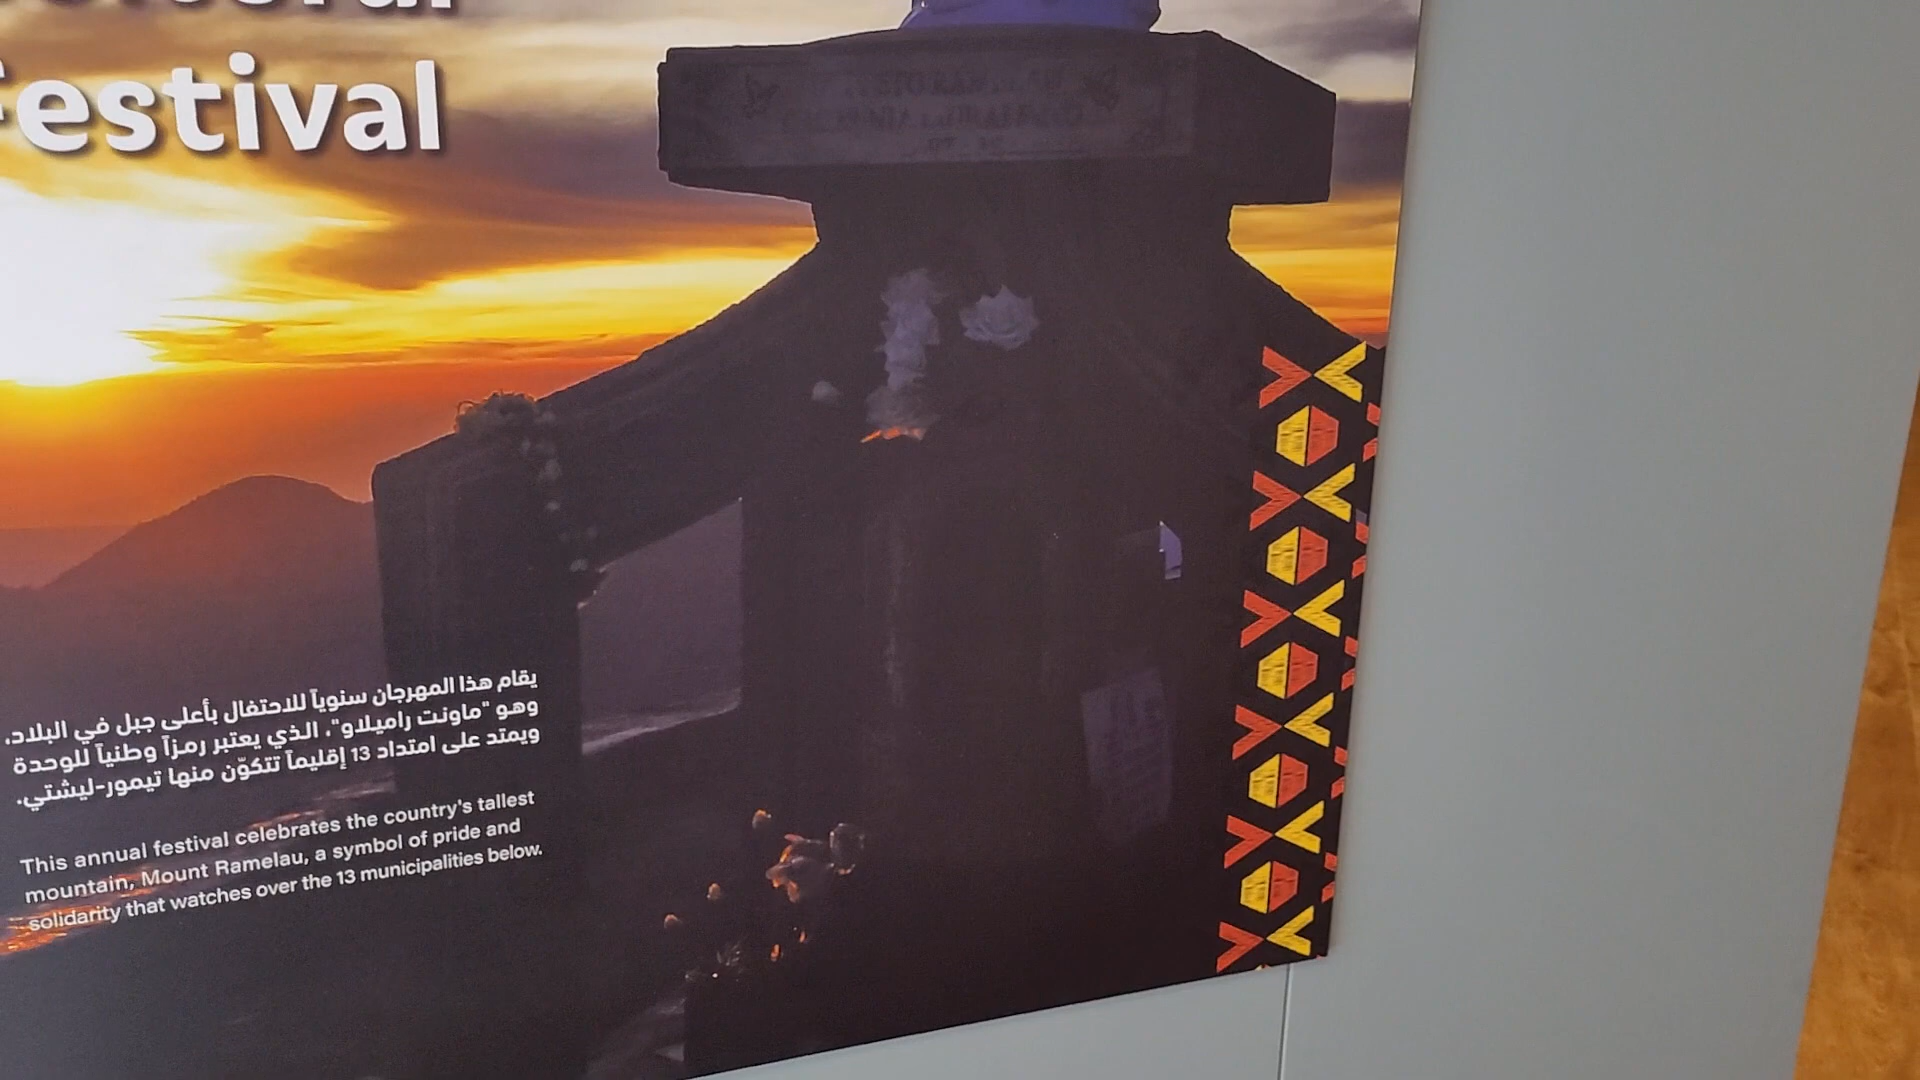 Festival
يقام هذا المهرجان سنوياً للاحتفال بأعلى جبل في البلاد،
وهو "ماونت راميلاو"، الذي يعتبر رمزاً وطنياً للوحدة
ويمتد على امتداد 13 إقليماً تتكوّن منها تيمور-ليشتي.
This annual festival celebrates the country's tallest
mountain, Mount Ramelau, a symbol of pride and
solidarity that watches over the 13 municipalities below.